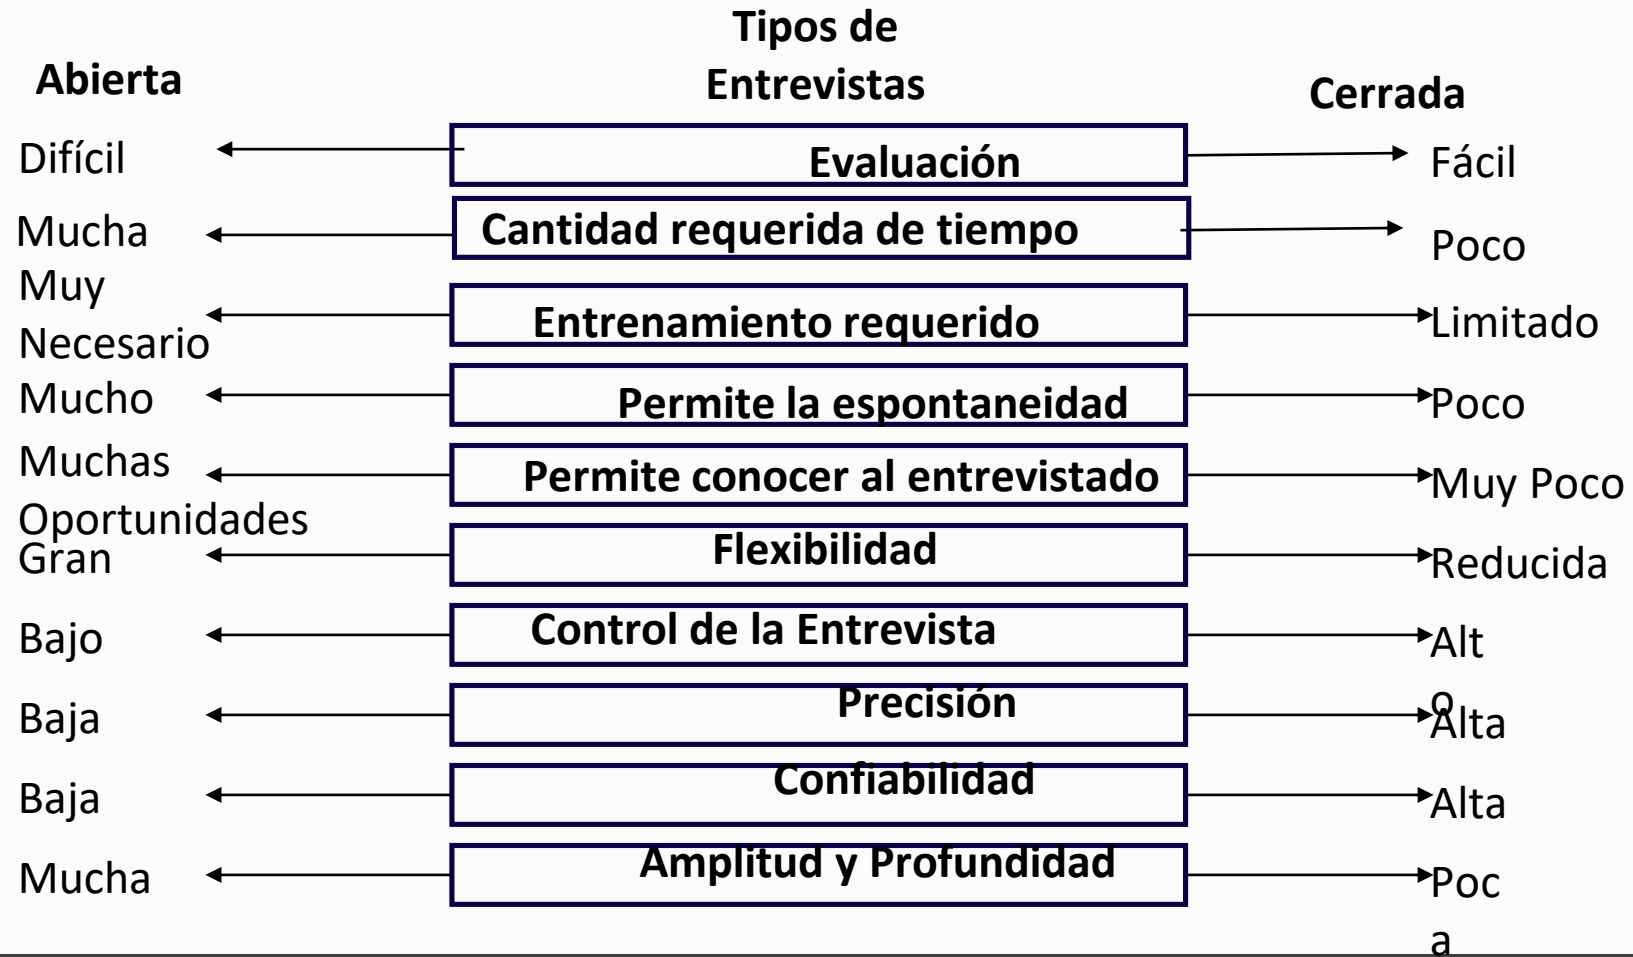 Tipos de
Entrevistas
Abierta
Cerrada
Difícil
Evaluación
Fácil
Mucha
Cantidad requerida de tiempo
Poco
Muy
Necesario
Entrenamiento requerido
Limitado
Mucho
Permite la espontaneidad
Poco
Muchas
Oportunidades
Permite conocer al entrevistado
Muy Poco
Gran
Flexibilidad
Reducida
Bajo
Control de la Entrevista
Alt
o
Baja
Precisión
Alta
Baja
Confiabilidad
Alta
Mucha
Amplitud y Profundidad
Poc
a